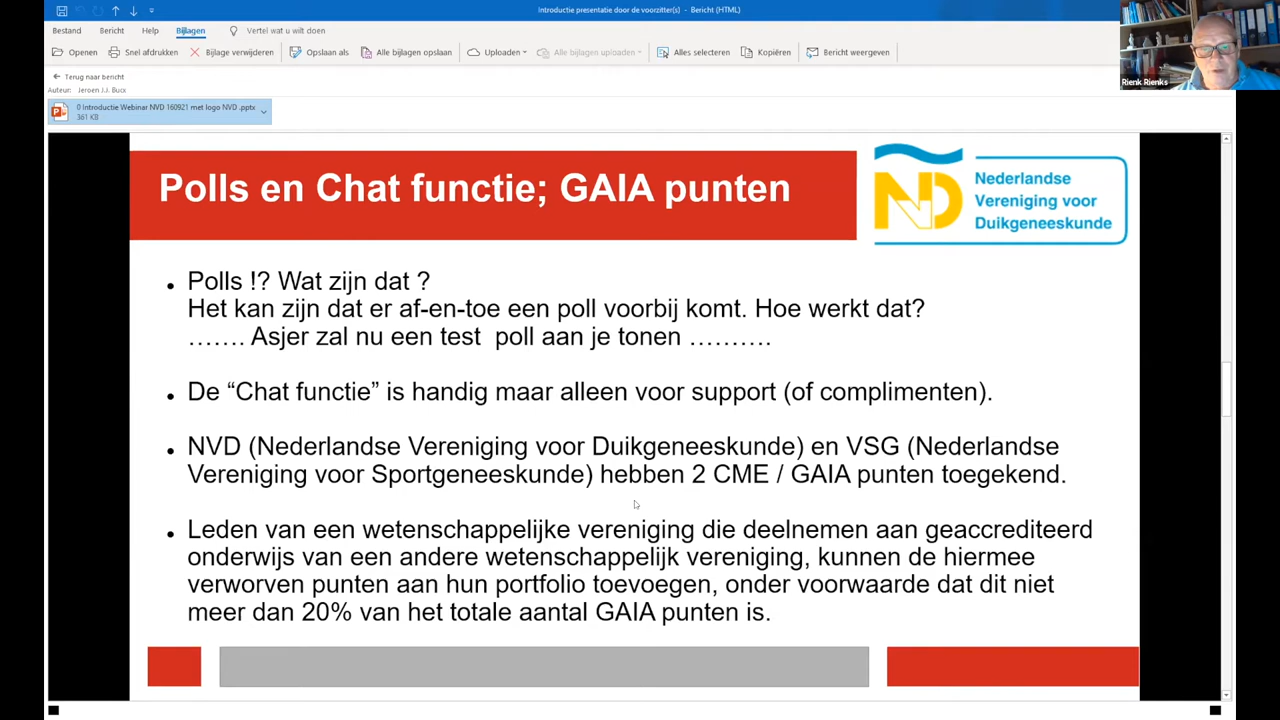 Introductie presentatie door de voorzitter(s) - Bericht (HTML)
Bestand Bericht Help Bijlagen Vertel wat u wilt doen
Openen Snel afdrukken Bijlage verwijderen Opslaan als Alle bijlagen opslaan Uploaden Alle bijlagen uploaden Alles selecteren Kopiëren Bericht weergeven
Rienk Rienks
Terug naar bericht
Auteur: Jeroen J.J. Bucx
0 Introductie Webinar NVD 160921 met logo NVD .pptx
361 KB
Polls en Chat functie; GAIA punten
ND
Nederlandse
Vereniging voor
Duikgeneeskunde
• Polls !? Wat zijn dat ?
Het kan zijn dat er af-en-toe een poll voorbij komt. Hoe werkt dat?
……. Asjer zal nu een test poll aan je tonen ……….
• De “Chat functie” is handig maar alleen voor support (of complimenten).
• NVD (Nederlandse Vereniging voor Duikgeneeskunde) en VSG (Nederlandse
Vereniging voor Sportgeneeskunde) hebben 2 CME / GAIA punten toegekend.
• Leden van een wetenschappelijke vereniging die deelnemen aan geaccrediteerd
onderwijs van een andere wetenschappelijk vereniging, kunnen de hiermee
verworven punten aan hun portfolio toevoegen, onder voorwaarde dat dit niet
meer dan 20% van het totale aantal GAIA punten is.